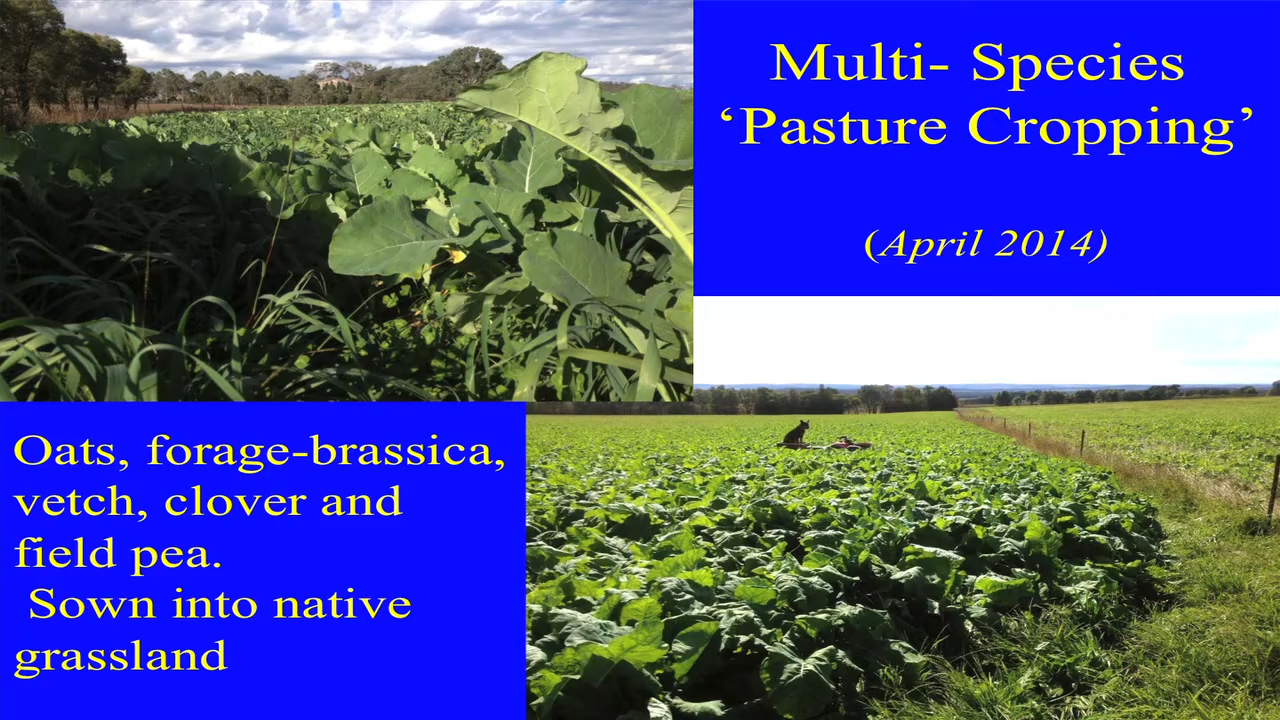 Multi- Species
‘Pasture Cropping’
(April 2014)
Oats, forage-brassica,
vetch, clover and
field pea.
Sown into native
grassland